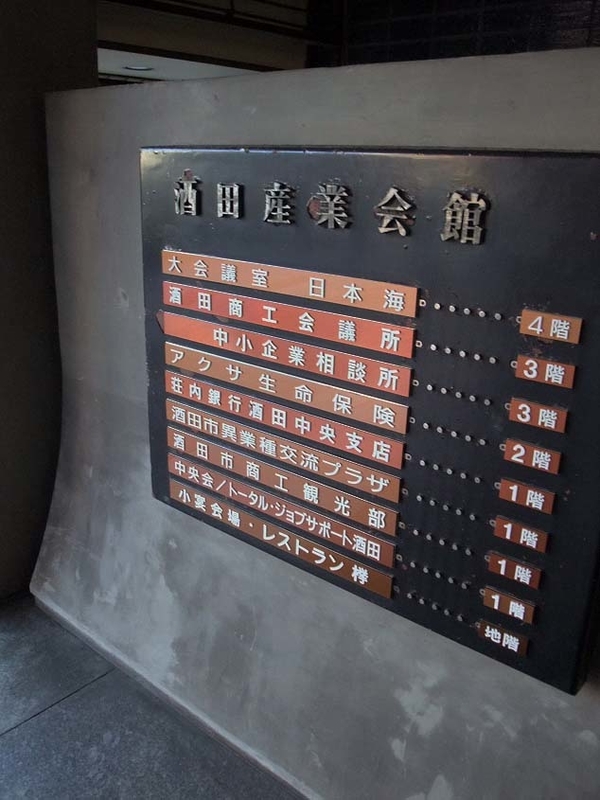 酒田産業会館
大会議室 日本海 4階
酒田商工会議所 3階
中小企業相談所 3階
アクサ生命保険 2階
荘内銀行酒田中央支店 1階
酒田市異業種交流プラザ 1階
酒田市商工観光部 1階
中央会/トータル・ジョブサポート酒田 1階
小宴会場・レストラン欅 地階